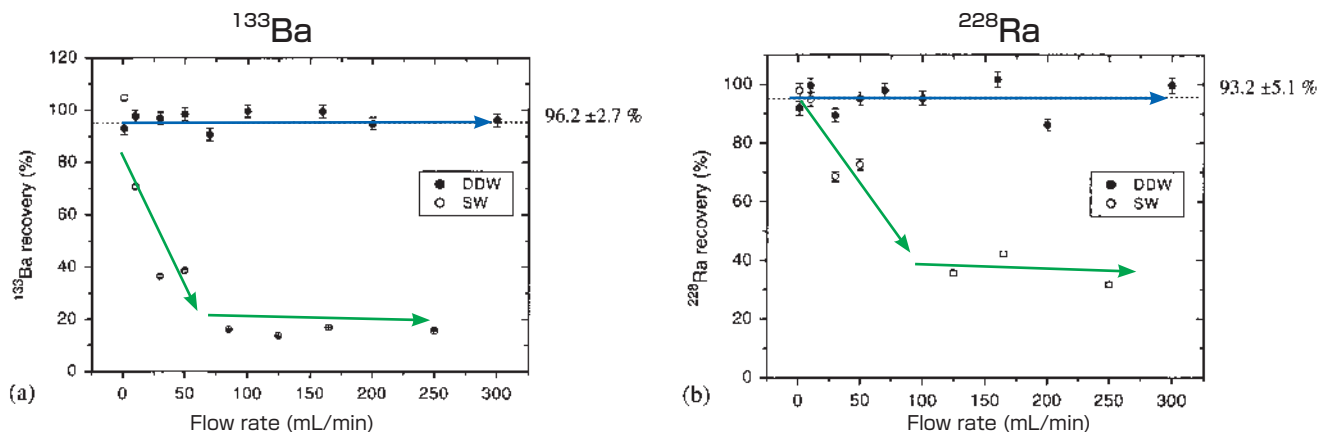 ¹³³Ba
120
100
80
60
40
20
0
¹³³Ba recovery (%)
DDW
SW
96.2 ±2.7 %
0 50 100 150 200 250 300
(a)
Flow rate (mL/min)
²²⁸Ra
100
80
60
40
20
0
²²⁸Ra recovery (%)
DDW
SW
93.2 ±5.1 %
0 50 100 150 200 250 300
(b)
Flow rate (mL/min)